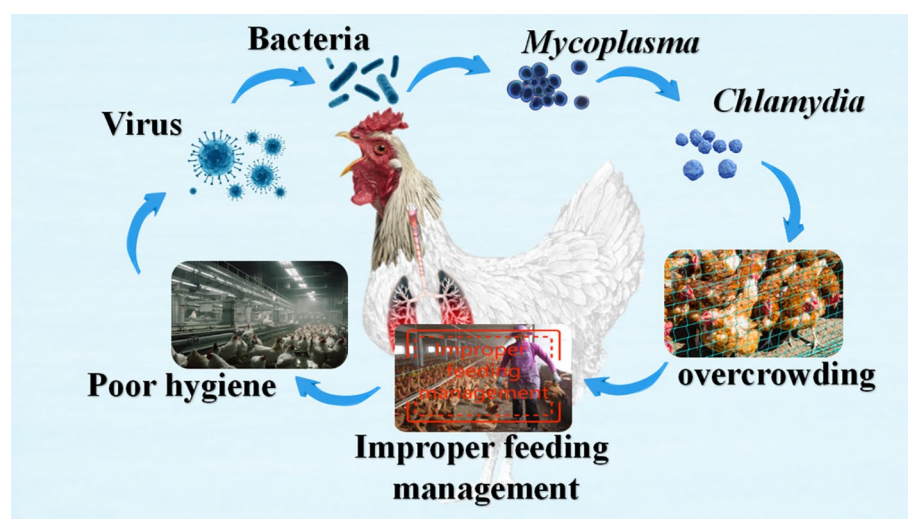 Bacteria
Mycoplasma
Chlamydia
Virus
overcrowding
Improper
feeding
management
Poor hygiene
Improper feeding
management